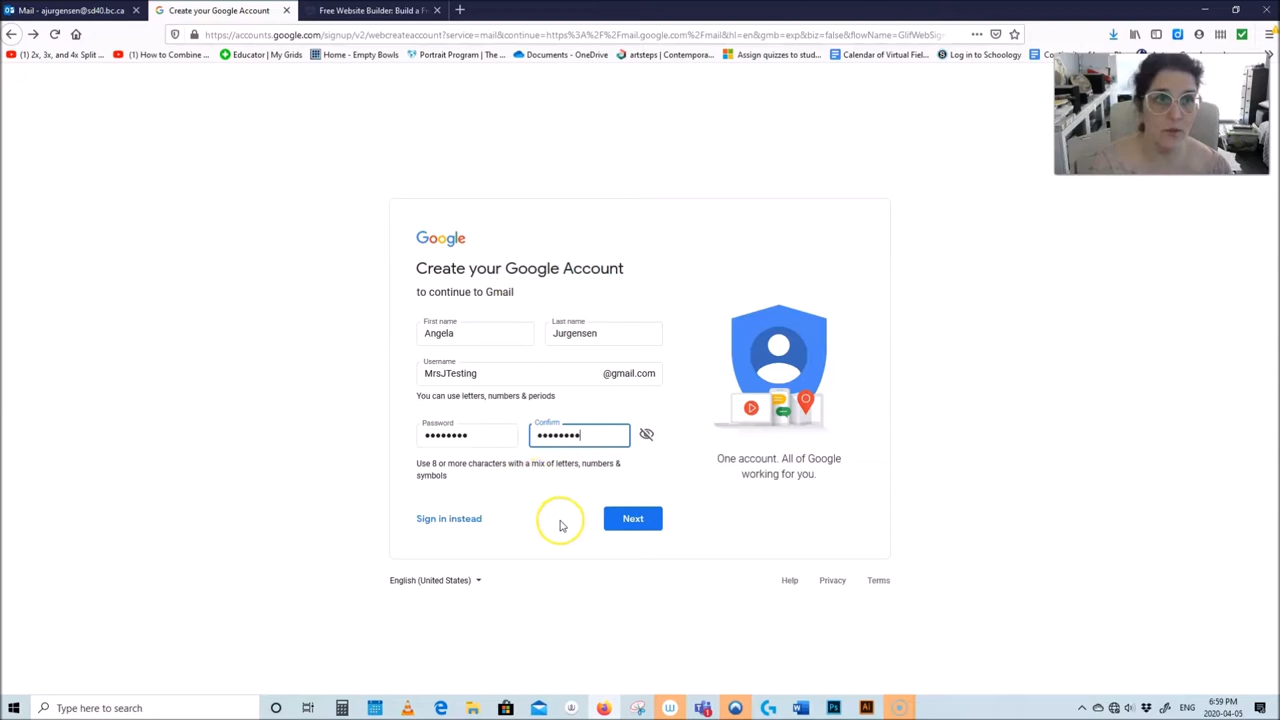 Mail - ajurgensen@sd40.bc.ca
Create your Google Account
Free Website Builder: Build a F
https://accounts.google.com/signup/v2/webcreateaccount?service=mail&continue=https%3A%2F%2Fmail.google.com%2Fmail&hl=en&gmb=exp&biz=false&flowName=GlifWebSig
(1) 2x, 3x, and 4x Split ...
(1) How to Combine ...
Educator | My Grids
Home - Empty Bowls
Portrait Program | The ...
Documents - OneDrive
artsteps | Contempora...
Assign quizzes to stud...
Calendar of Virtual Fiel...
Log in to Schoology
Google
Create your Google Account
to continue to Gmail
First name
Last name
Angela
Jurgensen
Username
MrsJTesting
@gmail.com
You can use letters, numbers & periods
Password
Confirm
••••••••
••••••••
Use 8 or more characters with a mix of letters, numbers &
symbols
One account. All of Google
working for you.
Sign in instead
Next
English (United States)
Help
Privacy
Terms
Type here to search
ENG
6:59 PM
2020-04-05